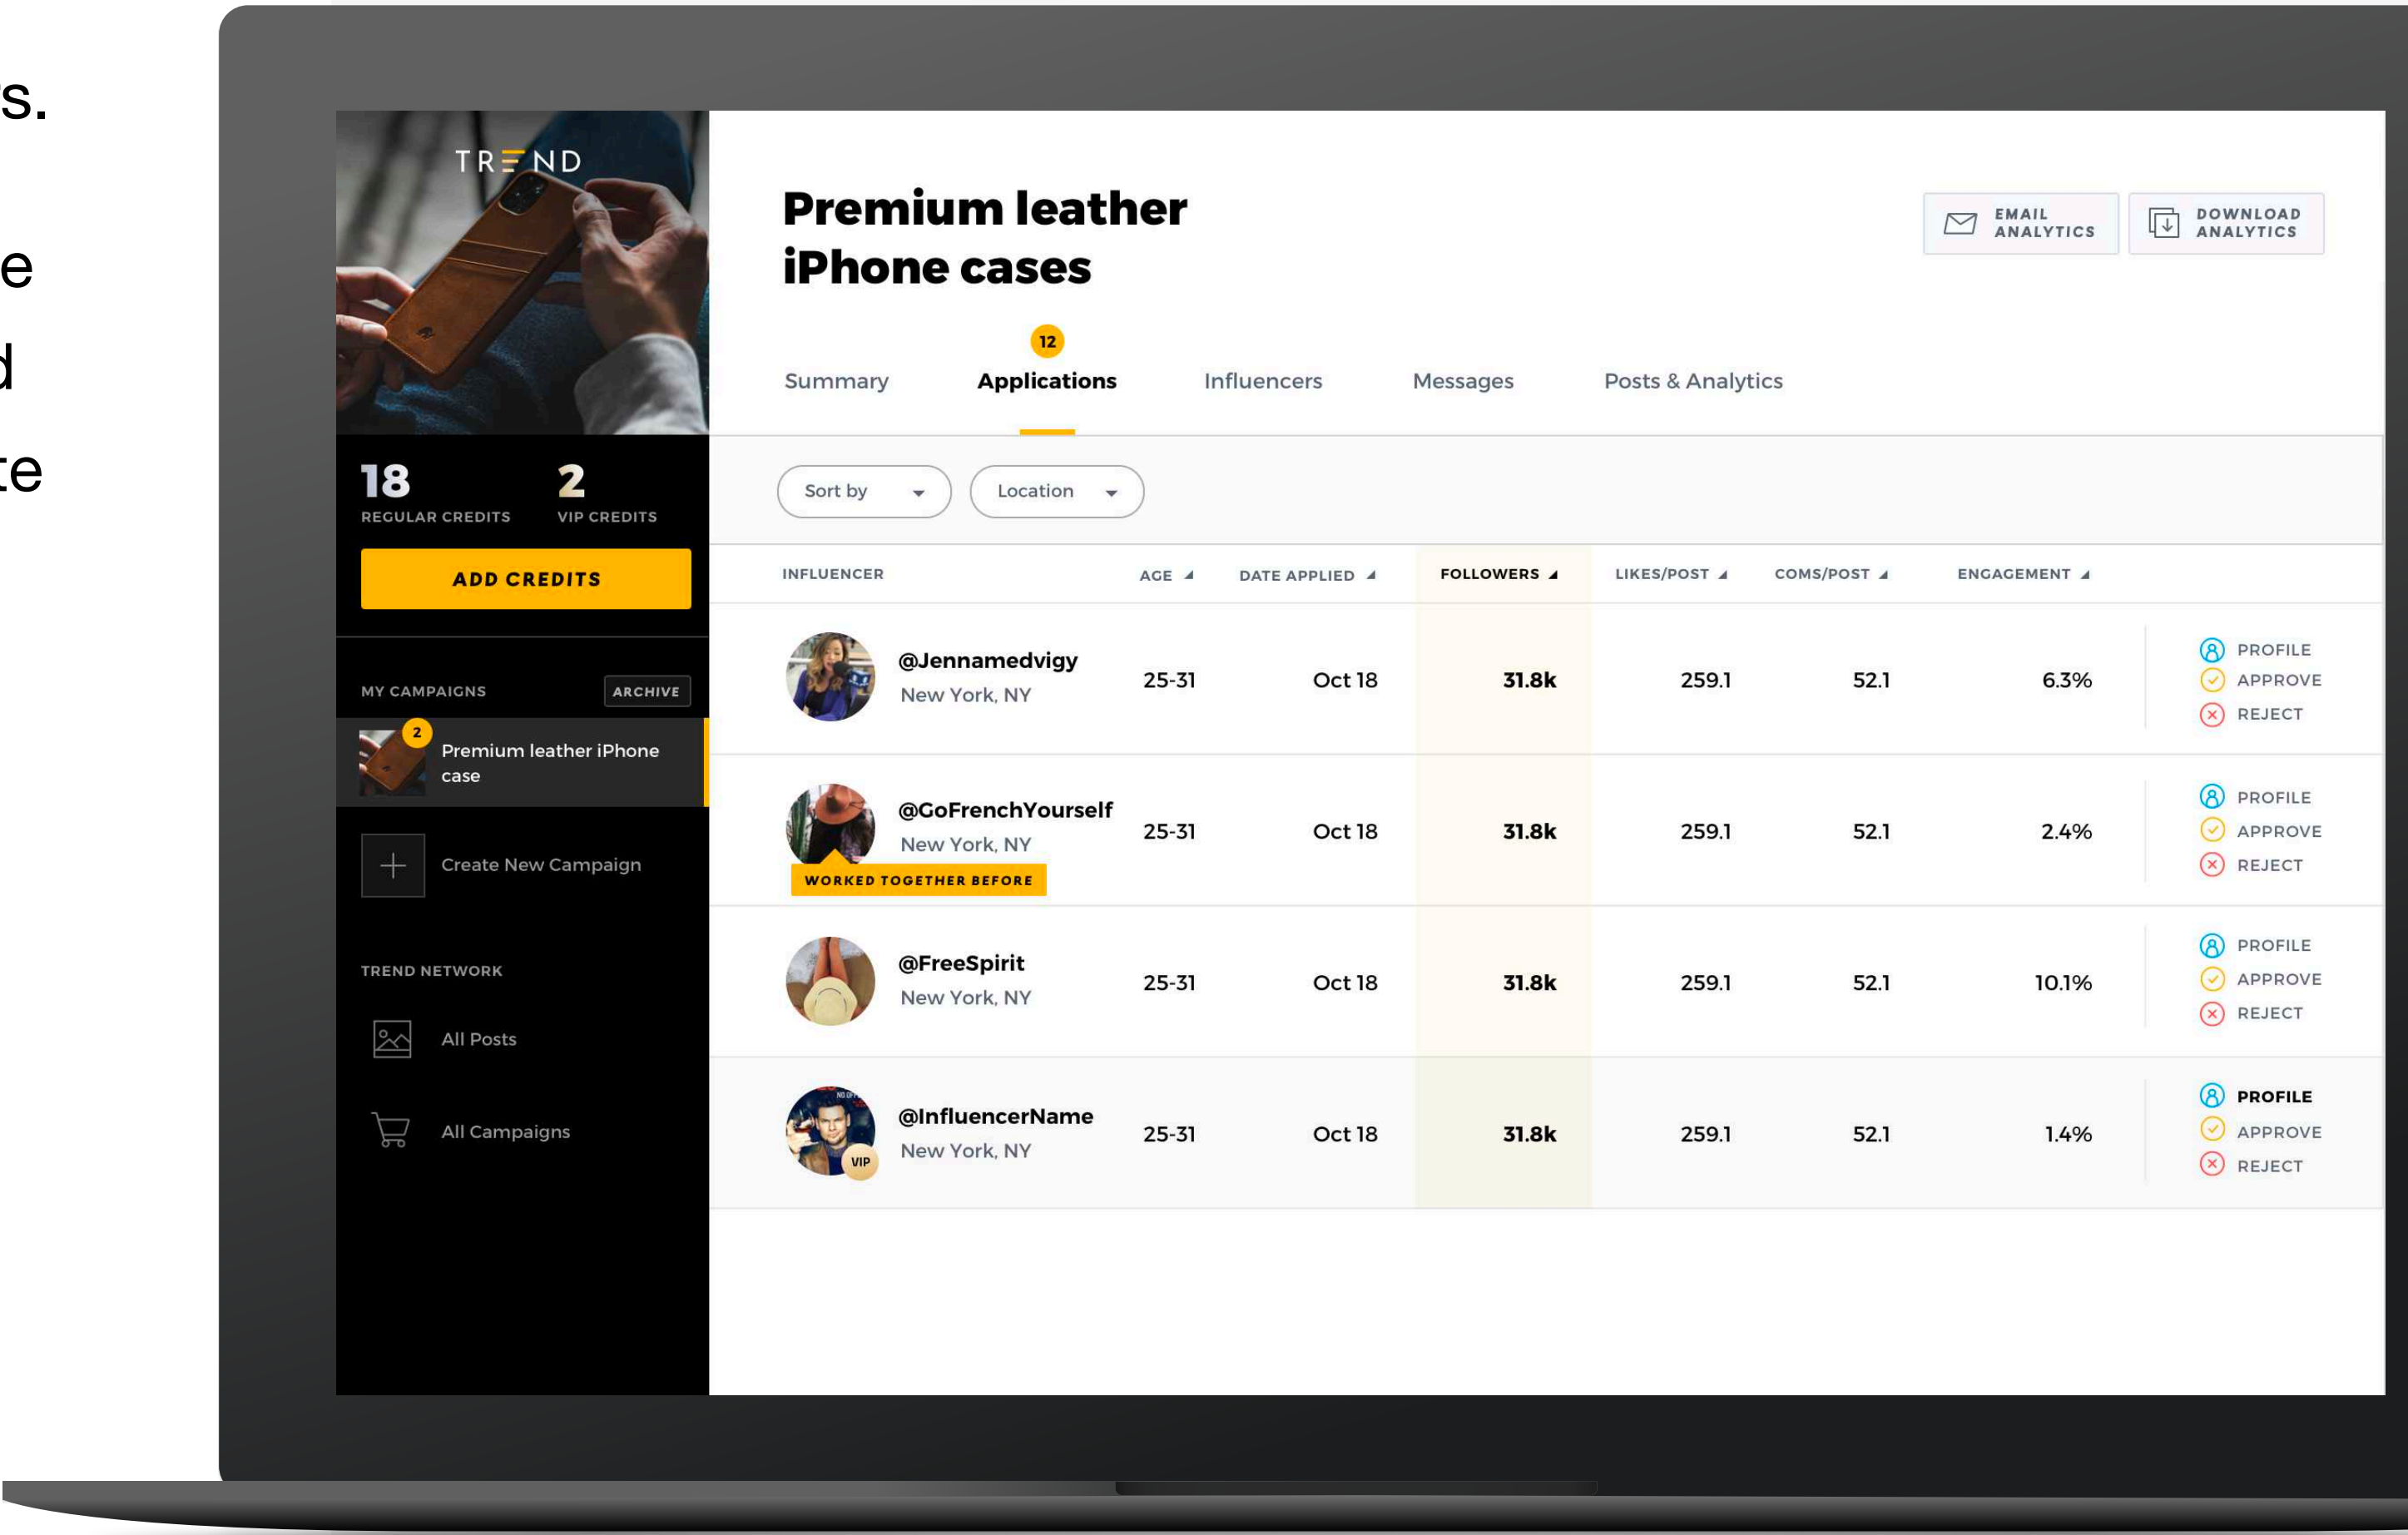 s.
e
d
te
TREND
18
REGULAR CREDITS
2
VIP CREDITS
ADD CREDITS
MY CAMPAIGNS
ARCHIVE
2
Premium leather iPhone
case
Create New Campaign
TREND NETWORK
All Posts
All Campaigns
Premium leather
iPhone cases
EMAIL
ANALYTICS
DOWNLOAD
ANALYTICS
12
Summary Applications Influencers Messages Posts & Analytics
Sort by Location
INFLUENCER AGE DATE APPLIED FOLLOWERS LIKES/POST COMS/POST ENGAGEMENT
@Jennamedvigy
New York, NY
25-31 Oct 18 31.8k 259.1 52.1 6.3%
PROFILE
APPROVE
REJECT
@GoFrenchYourself
New York, NY
WORKED TOGETHER BEFORE
25-31 Oct 18 31.8k 259.1 52.1 2.4%
PROFILE
APPROVE
REJECT
@FreeSpirit
New York, NY
25-31 Oct 18 31.8k 259.1 52.1 10.1%
PROFILE
APPROVE
REJECT
VIP
@InfluencerName
New York, NY
25-31 Oct 18 31.8k 259.1 52.1 1.4%
PROFILE
APPROVE
REJECT